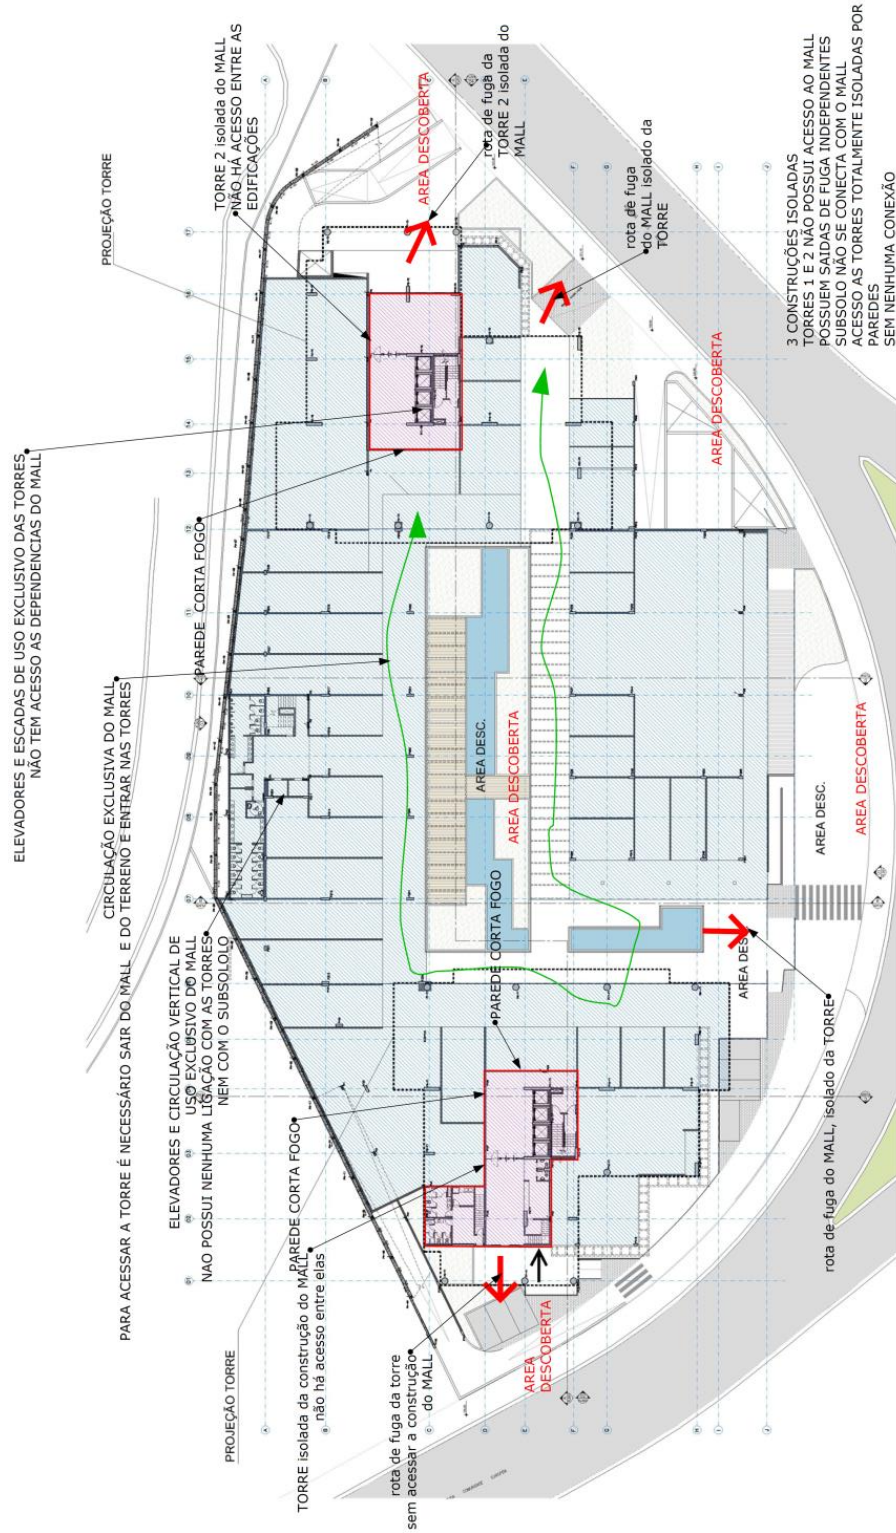 ELEVADORES E ESCADAS DE USO EXCLUSIVO DAS TORRES
NÃO TEM ACESSO AS DEPENDENCIAS DO MALL
PROJEÇÃO TORRE
CIRCULAÇÃO EXCLUSIVA DO MALL
PARA ACESSAR A TORRE É NECESSÁRIO SAIR DO MALL E DO TERRENO E ENTRAR NAS TORRES
ELEVADORES E CIRCULAÇÃO VERTICAL DE
USO EXCLUSIVO DO MALL
NAO POSSUI NENHUMA LIGAÇÃO COM AS TORRES
NEM COM O SUBSOLOLO
PAREDE CORTA FOGO
TORRE 2 isolada do MALL
NÃO HÁ ACESSO ENTRE AS
EDIFICAÇÕES
PROJEÇÃO TORRE
PAREDE CORTA FOGO
TORRE isolada da construção do MALL
não há acesso entre elas
rota de fuga da torre
sem acessar a construção
do MALL
AREA DESCOBERTA
rota de fuga da
TORRE 2 isolada do
MALL
AREA DESC.
AREA DESCOBERTA
PAREDE CORTA FOGO
AREA
DESCOBERTA
rota de fuga
do MALL isolado da
TORRE
AREA DESCOBERTA
AREA DESC.
AREA DESC.
AREA DESCOBERTA
rota de fuga do MALL, isolado da TORRE
3 CONSTRUÇÕES ISOLADAS
TORRES 1 E 2 NÃO POSSUI ACESSO AO MALL
POSSUEM SAIDAS DE FUGA INDEPENDENTES
SUBSOLO NÃO SE CONECTA COM O MALL
ACESSO AS TORRES TOTALMENTE ISOLADAS POR
PAREDES
SEM NENHUMA CONEXÃO